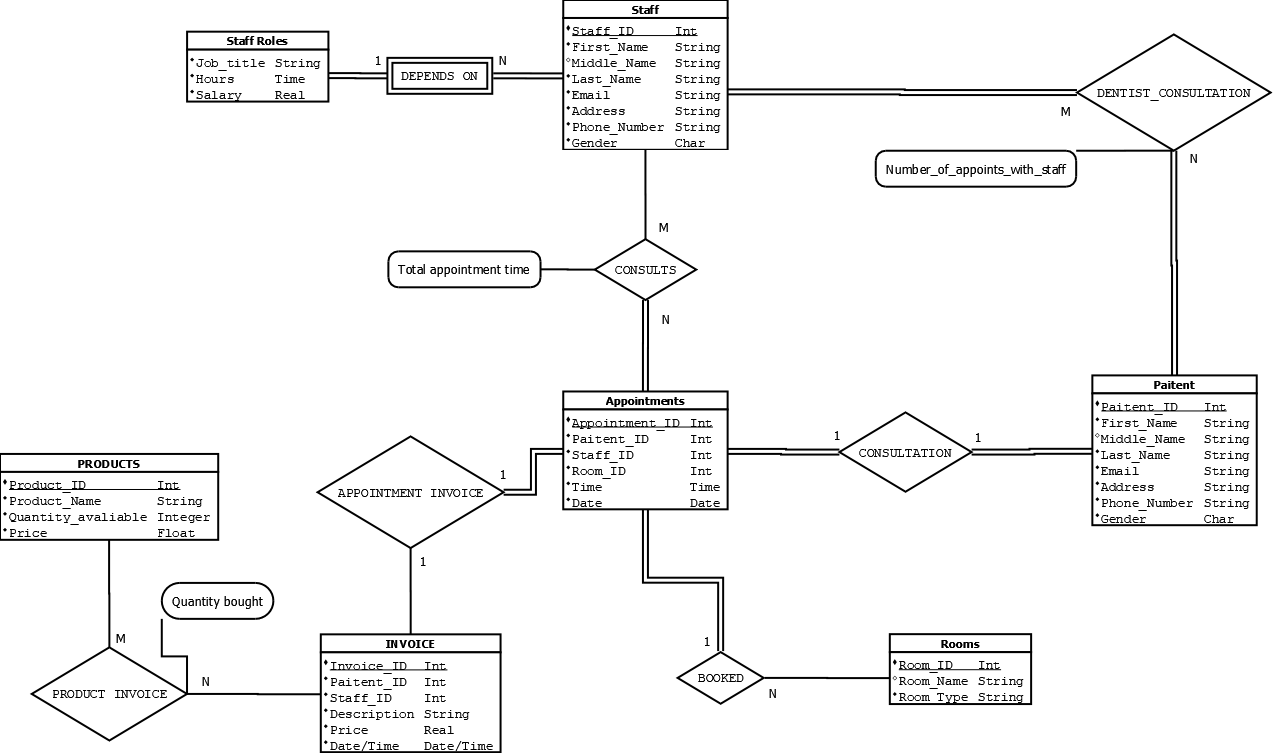 Staff
Staff_ID Int
First_Name String
Middle_Name String
Last_Name String
Email String
Address String
Phone_Number String
Gender Char
Staff Roles
Job_title String
Hours Time
Salary Real
1
DEPENDS ON
N
DENTIST_CONSULTATION
M
N
Number_of_appoints_with_staff
M
Total appointment time
CONSULTS
N
Appointments
Appointment_ID Int
Paitent_ID Int
Staff_ID Int
Room_ID Int
Time Time
Date Date
1
CONSULTATION
1
Paitent
Paitent_ID Int
First_Name String
Middle_Name String
Last_Name String
Email String
Address String
Phone_Number String
Gender Char
PRODUCTS
Product_ID Int
Product_Name String
Quantity_avaliable Integer
Price Float
APPOINTMENT INVOICE
1
1
Quantity bought
M
PRODUCT INVOICE
N
INVOICE
Invoice_ID Int
Paitent_ID Int
Staff_ID Int
Description String
Price Real
Date/Time Date/Time
1
BOOKED
N
Rooms
Room_ID Int
Room_Name String
Room Type String